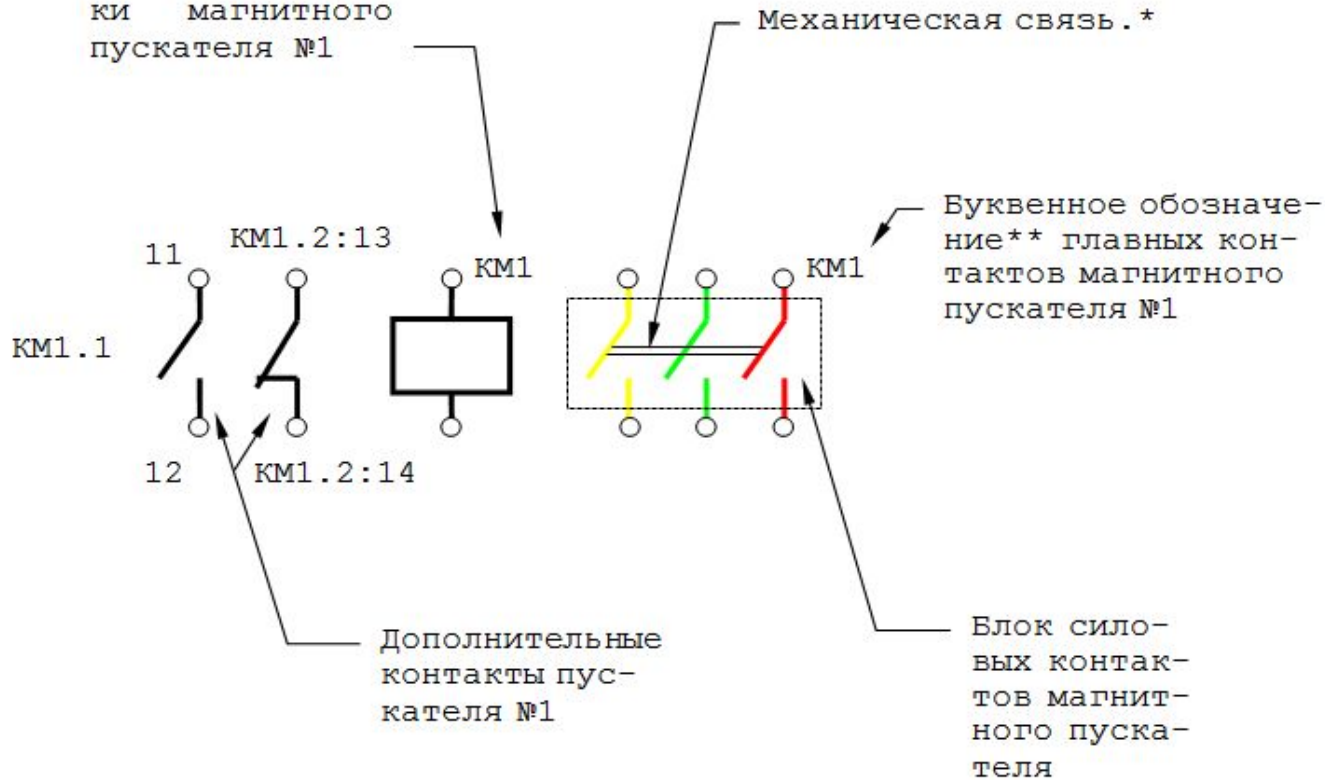 ки магнитного
пускателя №1
Механическая связь.*
Буквенное обозначе-
ние** главных кон-
тактов магнитного
пускателя №1
11
КМ1.2:13
КМ1
КМ1
КМ1.1
12
КМ1.2:14
Дополнительные
контакты пус-
кателя №1
Блок сило-
вых контак-
тов магнит-
ного пуска-
теля